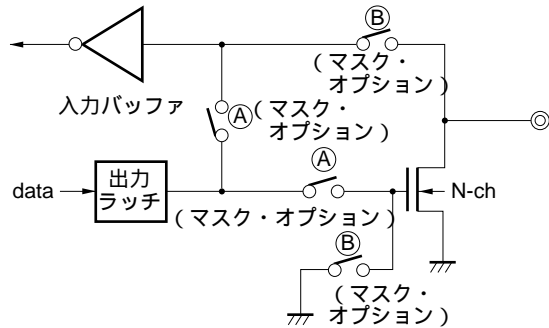 B
(マスク・
オプション)
入力バッファ
A
(マスク・
オプション)
data
出力
ラッチ
A
(マスク・オプション)
N-ch
B
(マスク・
オプション)